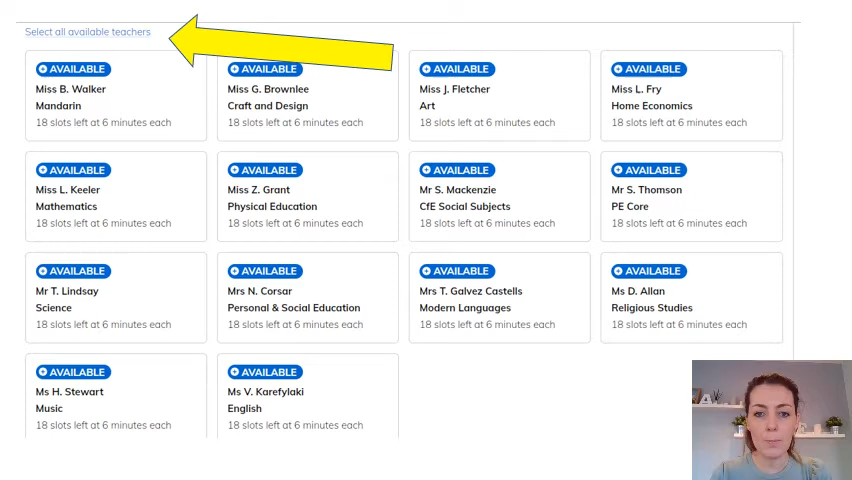 Select all available teachers
AVAILABLE
Miss B. Walker
Mandarin
18 slots left at 6 minutes each
AVAILABLE
Miss G. Brownlee
Craft and Design
18 slots left at 6 minutes each
AVAILABLE
Miss J. Fletcher
Art
18 slots left at 6 minutes each
AVAILABLE
Miss L. Fry
Home Economics
18 slots left at 6 minutes each
AVAILABLE
Miss L. Keeler
Mathematics
18 slots left at 6 minutes each
AVAILABLE
Miss Z. Grant
Physical Education
18 slots left at 6 minutes each
AVAILABLE
Mr S. Mackenzie
CfE Social Subjects
18 slots left at 6 minutes each
AVAILABLE
Mr S. Thomson
PE Core
18 slots left at 6 minutes each
AVAILABLE
Mr T. Lindsay
Science
18 slots left at 6 minutes each
AVAILABLE
Mrs N. Corsar
Personal & Social Education
18 slots left at 6 minutes each
AVAILABLE
Mrs T. Galvez Castells
Modern Languages
18 slots left at 6 minutes each
AVAILABLE
Ms D. Allan
Religious Studies
18 slots left at 6 minutes each
AVAILABLE
Ms H. Stewart
Music
18 slots left at 6 minutes each
AVAILABLE
Ms V. Karefylaki
English
18 slots left at 6 minutes each